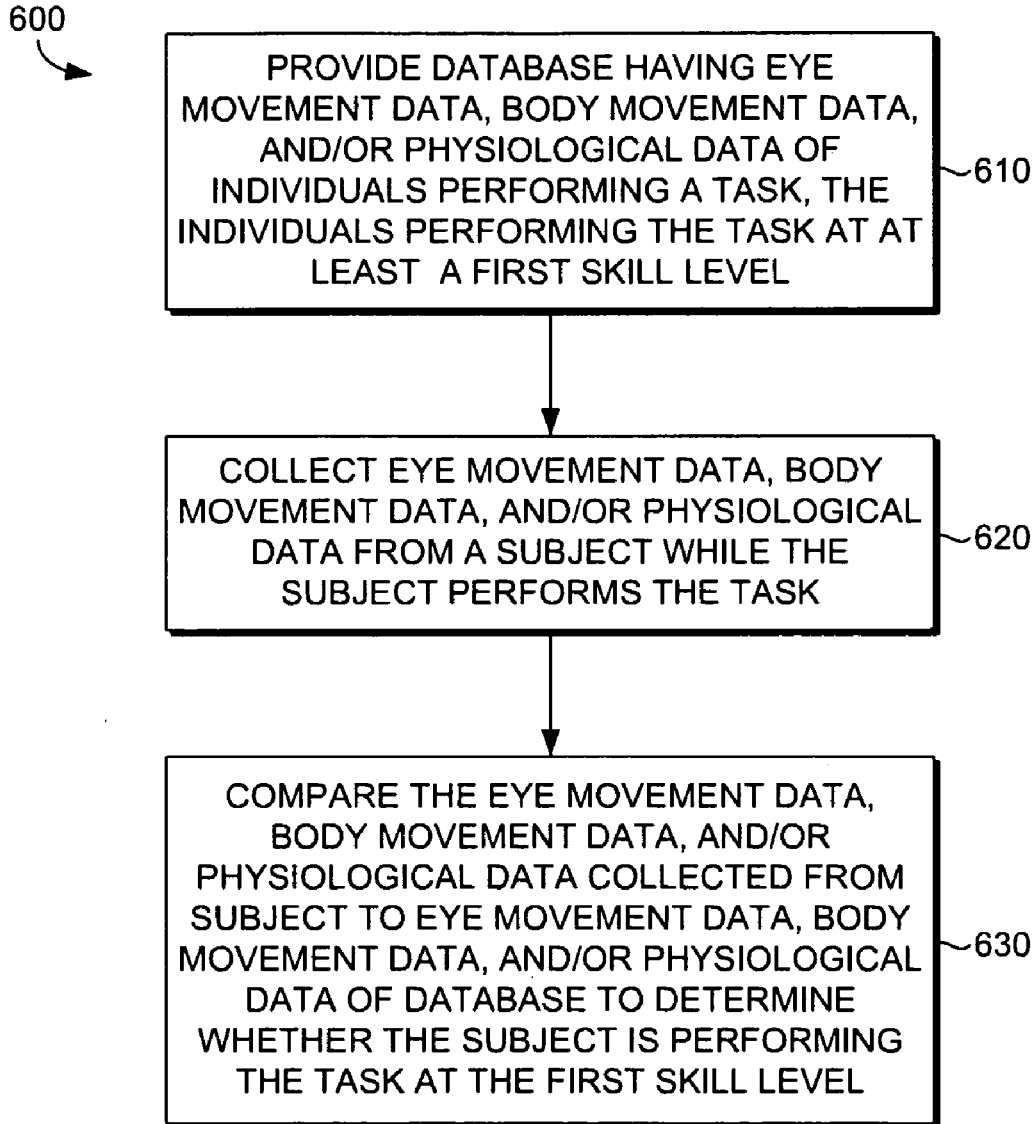 600
PROVIDE DATABASE HAVING EYE
MOVEMENT DATA, BODY MOVEMENT DATA,
AND/OR PHYSIOLOGICAL DATA OF
INDIVIDUALS PERFORMING A TASK, THE
INDIVIDUALS PERFORMING THE TASK AT AT
LEAST A FIRST SKILL LEVEL
610
COLLECT EYE MOVEMENT DATA, BODY
MOVEMENT DATA, AND/OR PHYSIOLOGICAL
DATA FROM A SUBJECT WHILE THE
SUBJECT PERFORMS THE TASK
620
COMPARE THE EYE MOVEMENT DATA,
BODY MOVEMENT DATA, AND/OR
PHYSIOLOGICAL DATA COLLECTED FROM
SUBJECT TO EYE MOVEMENT DATA, BODY
MOVEMENT DATA, AND/OR PHYSIOLOGICAL
DATA OF DATABASE TO DETERMINE
WHETHER THE SUBJECT IS PERFORMING
THE TASK AT THE FIRST SKILL LEVEL
630